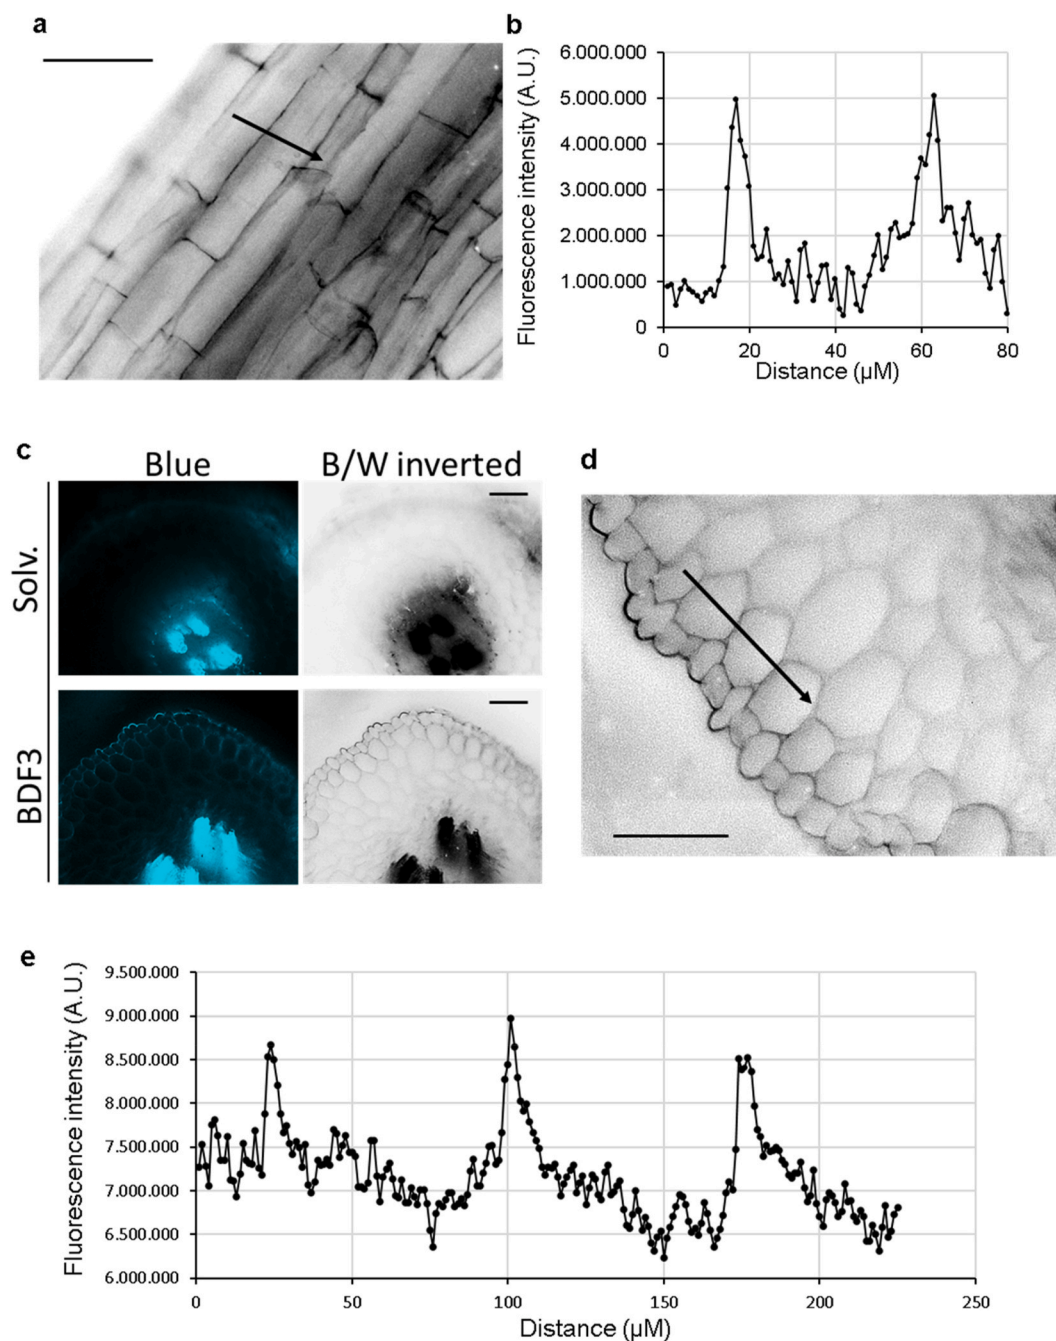 a
b
Fluorescence intensity (A.U.)
6.000.000
5.000.000
4.000.000
3.000.000
2.000.000
1.000.000
0
0 20 40 60 80
Distance (µM)
c
Blue B/W inverted
Solv.
BDF3
d
e
Fluorescence intensity (A.U.)
9.500.000
9.000.000
8.500.000
8.000.000
7.500.000
7.000.000
6.500.000
6.000.000
0 50 100 150 200 250
Distance (µM)